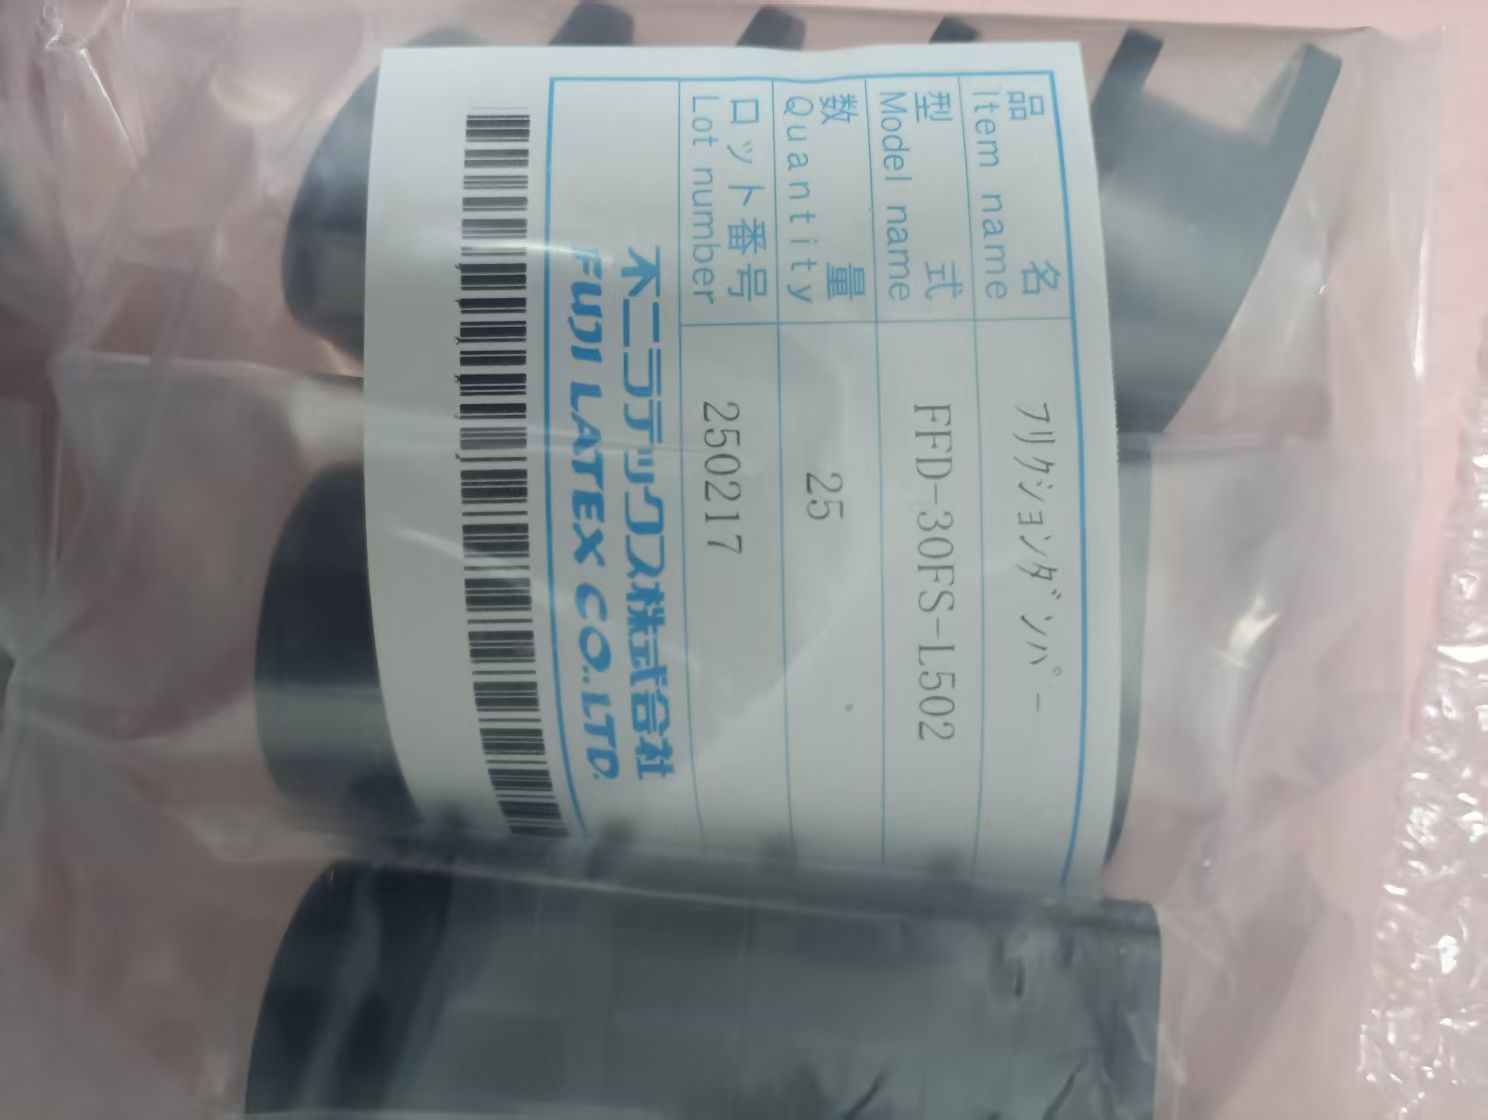 品名 ﾌﾘｸｼｮﾝﾀﾞﾝﾊﾟｰ
Item name
型式 FFD-30FS-L502
Model name
数量 25
Quantity
ロット番号 250217
Lot number
不二ラテックス株式会社
FUJI LATEX CO.,LTD.